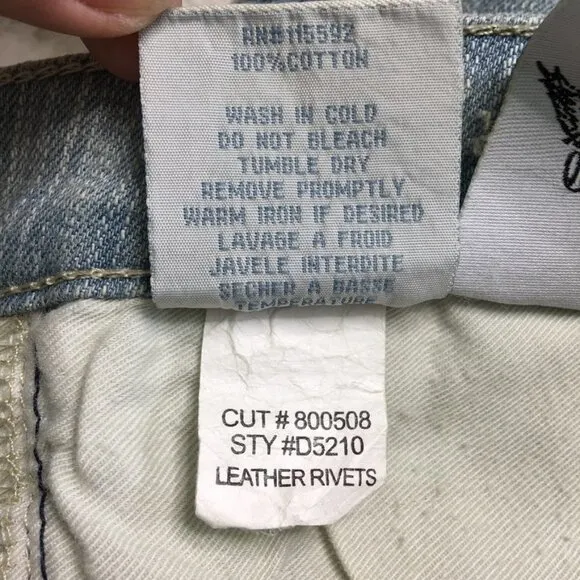 RN#115592
100%COTTON
WASH IN COLD
DO NOT BLEACH
TUMBLE DRY
REMOVE PROMPTLY
WARM IRON IF DESIRED
LAVAGE A FROID
JAVELE INTERDITE
SECHER A BASSE
TEMPERATURE
CUT # 800508
STY #D5210
LEATHER RIVETS